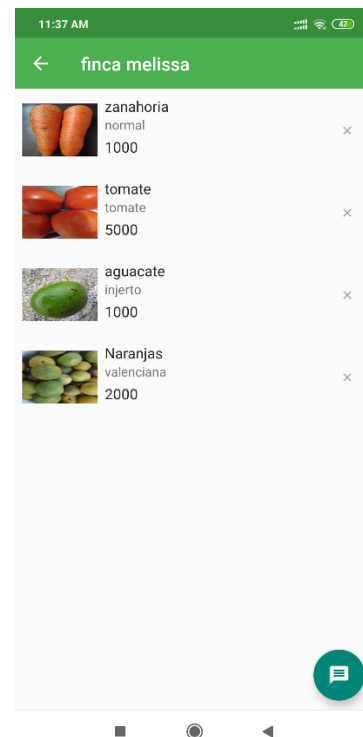 11:37 AM
47
finca melissa
zanahoria
normal
1000
tomate
tomate
5000
aguacate
injerto
1000
Naranjas
valenciana
2000